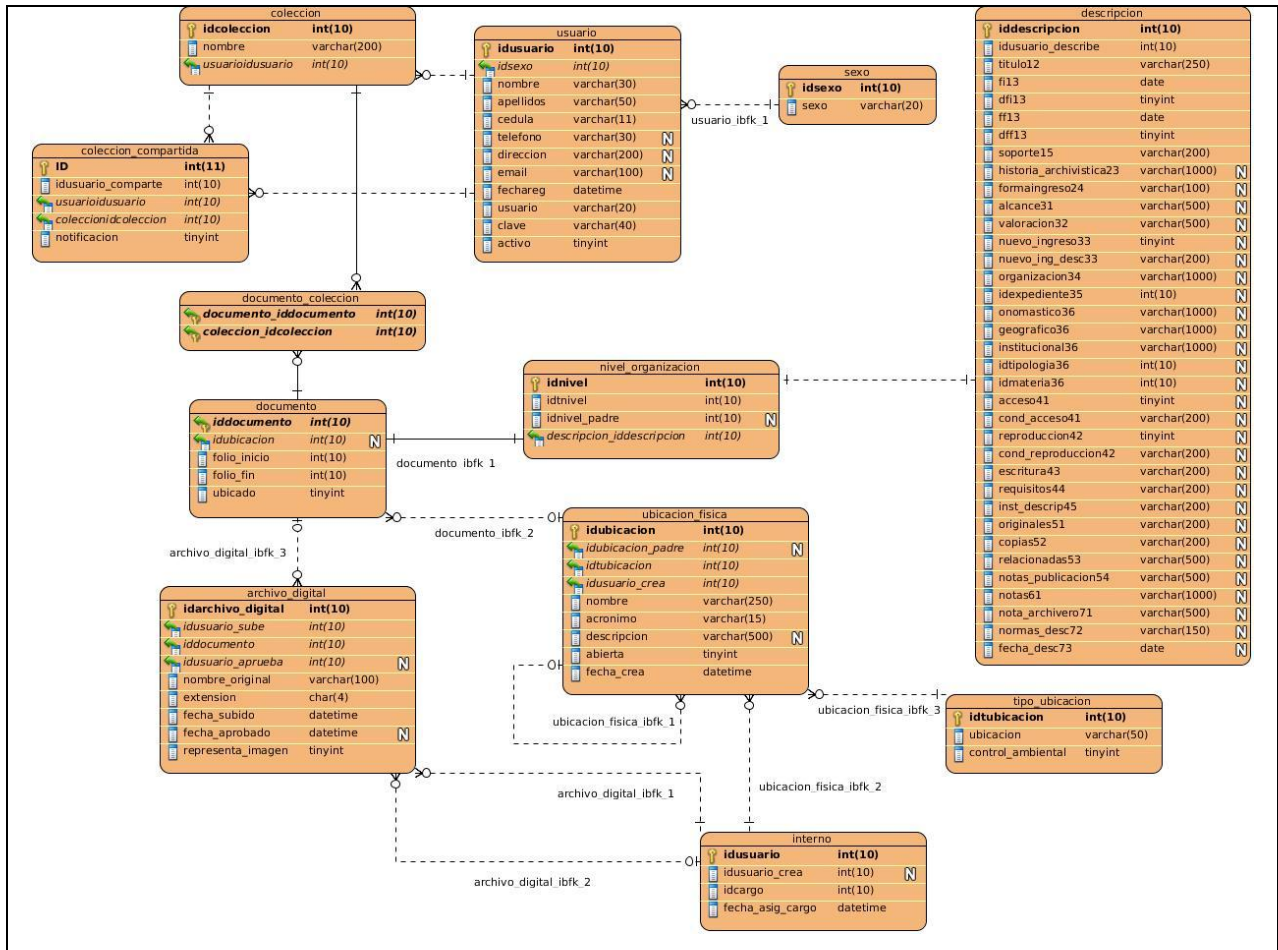 coleccion
idcoleccion int(10)
nombre varchar(200)
usuarioidusuario int(10)
usuario
idusuario int(10)
idsexo int(10)
nombre varchar(30)
apellidos varchar(50)
cedula varchar(11)
telefono varchar(30) N
direccion varchar(200) N
email varchar(100) N
fechareg datetime
usuario varchar(20)
clave varchar(40)
activo tinyint
sexo
idsexo int(10)
sexo varchar(20)
usuario_ibfk_1
descripcion
iddescripcion int(10)
idusuario_describe int(10)
titulo12 varchar(250)
fi13 date
dfi13 tinyint
ff13 date
dff13 tinyint
soporte15 varchar(200)
historia_archivistica23 varchar(1000) N
formaingreso24 varchar(100) N
alcance31 varchar(500) N
valoracion32 varchar(500) N
nuevo_ingreso33 tinyint N
nuevo_ing_desc33 varchar(200) N
organizacion34 varchar(1000) N
idexpediente35 int(10) N
onomastico36 varchar(1000) N
geografico36 varchar(1000) N
institucional36 varchar(1000) N
idtipologia36 int(10) N
idmateria36 int(10) N
acceso41 tinyint N
cond_acceso41 varchar(200) N
reproduccion42 tinyint N
cond_reproduccion42 varchar(200) N
escritura43 varchar(200) N
requisitos44 varchar(200) N
inst_descrip45 varchar(200) N
originales51 varchar(200) N
copias52 varchar(200) N
relacionadas53 varchar(500) N
notas_publicacion54 varchar(500) N
notas61 varchar(1000) N
nota_archivero71 varchar(500) N
normas_desc72 varchar(150) N
fecha_desc73 date N
coleccion_compartida
ID int(11)
idusuario_comparte int(10)
usuarioidusuario int(10)
coleccionidcoleccion int(10)
notificacion tinyint
documento_coleccion
documento_iddocumento int(10)
coleccion_idcoleccion int(10)
nivel_organizacion
idnivel int(10)
idtnivel int(10)
idnivel_padre int(10) N
descripcion_iddescripcion int(10)
documento
iddocumento int(10)
idubicacion int(10) N
folio_inicio int(10)
folio_fin int(10)
ubicado tinyint
documento_ibfk_1
documento_ibfk_2
archivo_digital_ibfk_3
ubicacion_fisica
idubicacion int(10)
idubicacion_padre int(10) N
idtubicacion int(10)
idusuario_crea int(10)
nombre varchar(250)
acronimo varchar(15)
descripcion varchar(500) N
abierta tinyint
fecha_crea datetime
archivo_digital
idarchivo_digital int(10)
idusuario_sube int(10)
iddocumento int(10)
idusuario_aprueba int(10) N
nombre_original varchar(100)
extension char(4)
fecha_subido datetime
fecha_aprobado datetime N
representa_imagen tinyint
ubicacion_fisica_ibfk_1
ubicacion_fisica_ibfk_3
tipo_ubicacion
idtubicacion int(10)
ubicacion varchar(50)
control_ambiental tinyint
archivo_digital_ibfk_1
ubicacion_fisica_ibfk_2
archivo_digital_ibfk_2
interno
idusuario int(10)
idusuario_crea int(10) N
idcargo int(10)
fecha_asig_cargo datetime